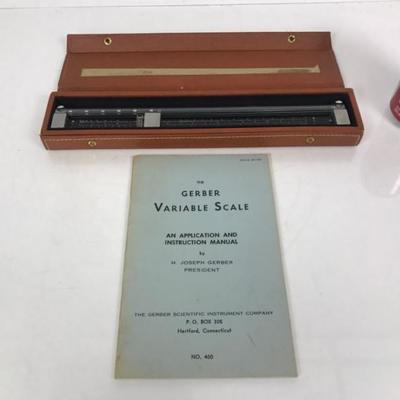 THE
GERBER
VARIABLE SCALE
AN APPLICATION AND
INSTRUCTION MANUAL
by
H. JOSEPH GERBER
PRESIDENT
THE GERBER SCIENTIFIC INSTRUMENT COMPANY
P. O. BOX 305
Hartford, Connecticut
NO. 450